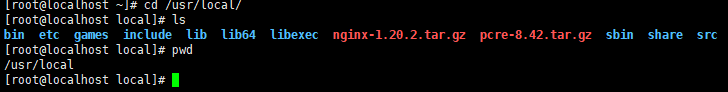 [root@localhost ~]# cd /usr/local/
[root@localhost local]# ls
bin  etc  games  include  lib  lib64  libexec  nginx-1.20.2.tar.gz  pcre-8.42.tar.gz  sbin  share  src
[root@localhost local]# pwd
/usr/local
[root@localhost local]#